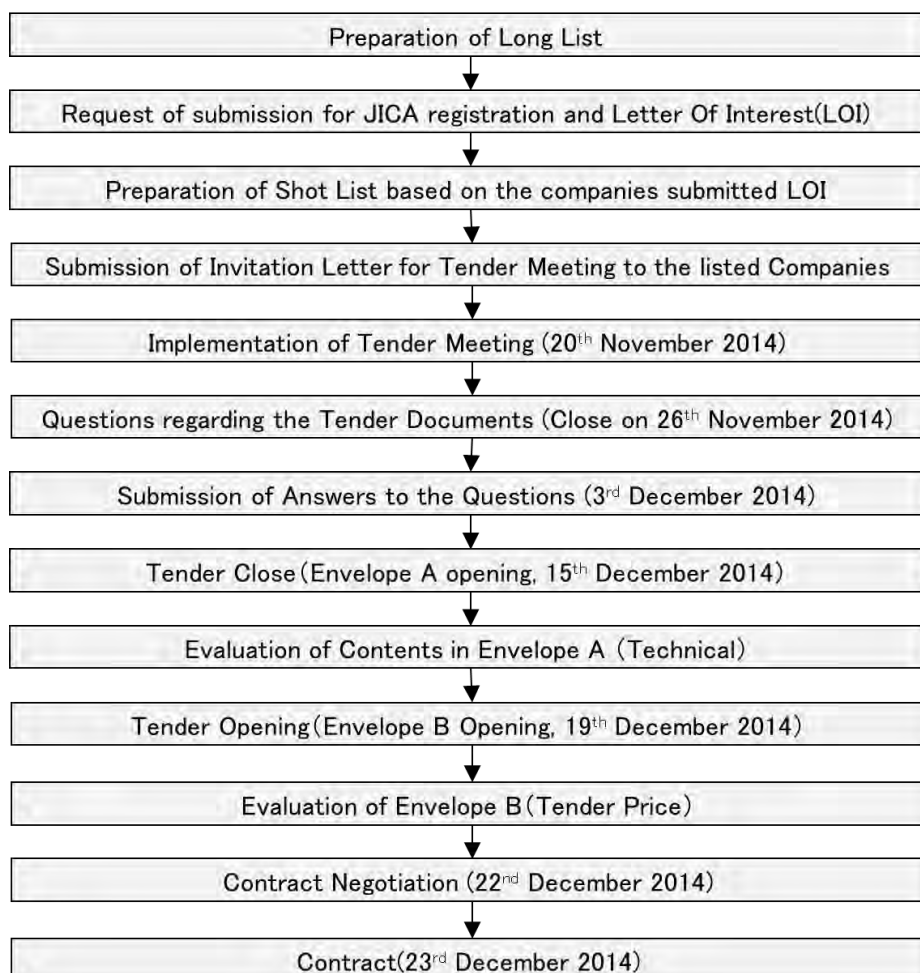 Preparation of Long List
Request of submission for JICA registration and Letter Of Interest(LOI)
Preparation of Shot List based on the companies submitted LOI
Submission of Invitation Letter for Tender Meeting to the listed Companies
Implementation of Tender Meeting (20th November 2014)
Questions regarding the Tender Documents (Close on 26th November 2014)
Submission of Answers to the Questions (3rd December 2014)
Tender Close(Envelope A opening, 15th December 2014)
Evaluation of Contents in Envelope A (Technical)
Tender Opening(Envelope B Opening, 19th December 2014)
Evaluation of Envelope B(Tender Price)
Contract Negotiation (22nd December 2014)
Contract(23rd December 2014)